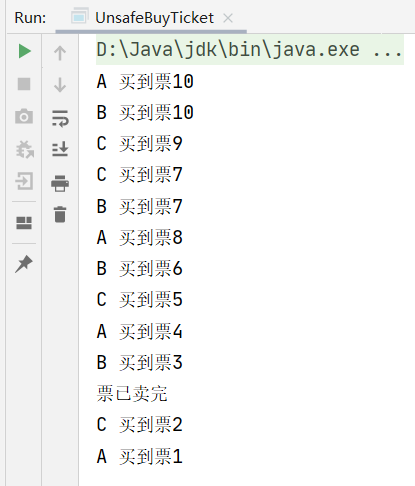 Run: UnsafeBuyTicket
D:\Java\jdk\bin\java.exe ...
A 买到票10
B 买到票10
C 买到票9
C 买到票7
B 买到票7
A 买到票8
B 买到票6
C 买到票5
A 买到票4
B 买到票3
票已卖完
C 买到票2
A 买到票1